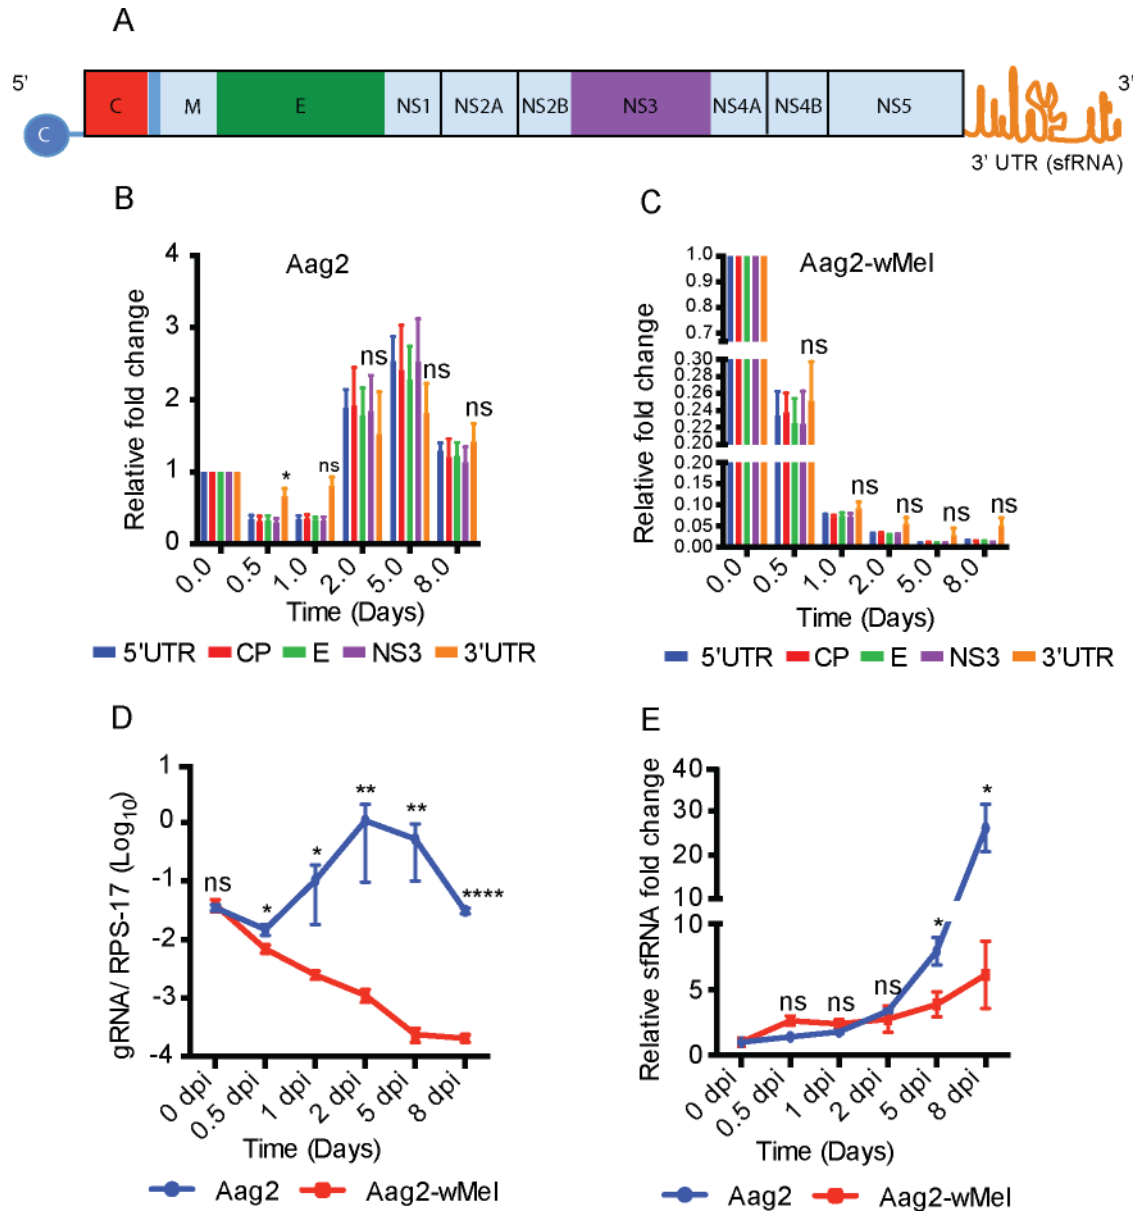 A
5'
C
C
M
E
NS1
NS2A
NS2B
NS3
NS4A
NS4B
NS5
3'
3' UTR (sfRNA)
B
Aag2
Relative fold change
4
3
2
1
0
*
ns
ns
ns
ns
0.0
0.5
1.0
2.0
5.0
8.0
Time (Days)
5'UTR CP E NS3 3'UTR
C
Aag2-wMel
Relative fold change
Relative fold change
1.0
0.9
0.8
0.7
0.30
0.28
0.26
0.24
0.22
0.20
0.20
0.15
0.10
0.05
0.00
ns
ns
ns
ns
ns
0.0
0.5
1.0
2.0
5.0
8.0
Time (Days)
5'UTR CP E NS3 3'UTR
D
gRNA/ RPS-17 (Log10)
1
0
-1
-2
-3
-4
ns
*
*
**
**
****
0 dpi
0.5 dpi
1 dpi
2 dpi
5 dpi
8 dpi
Time (Days)
Aag2 Aag2-wMel
E
Relative sfRNA fold change
40
30
20
10
10
5
0
ns
ns
ns
*
*
0 dpi
0.5 dpi
1 dpi
2 dpi
5 dpi
8 dpi
Time (Days)
Aag2 Aag2-wMel